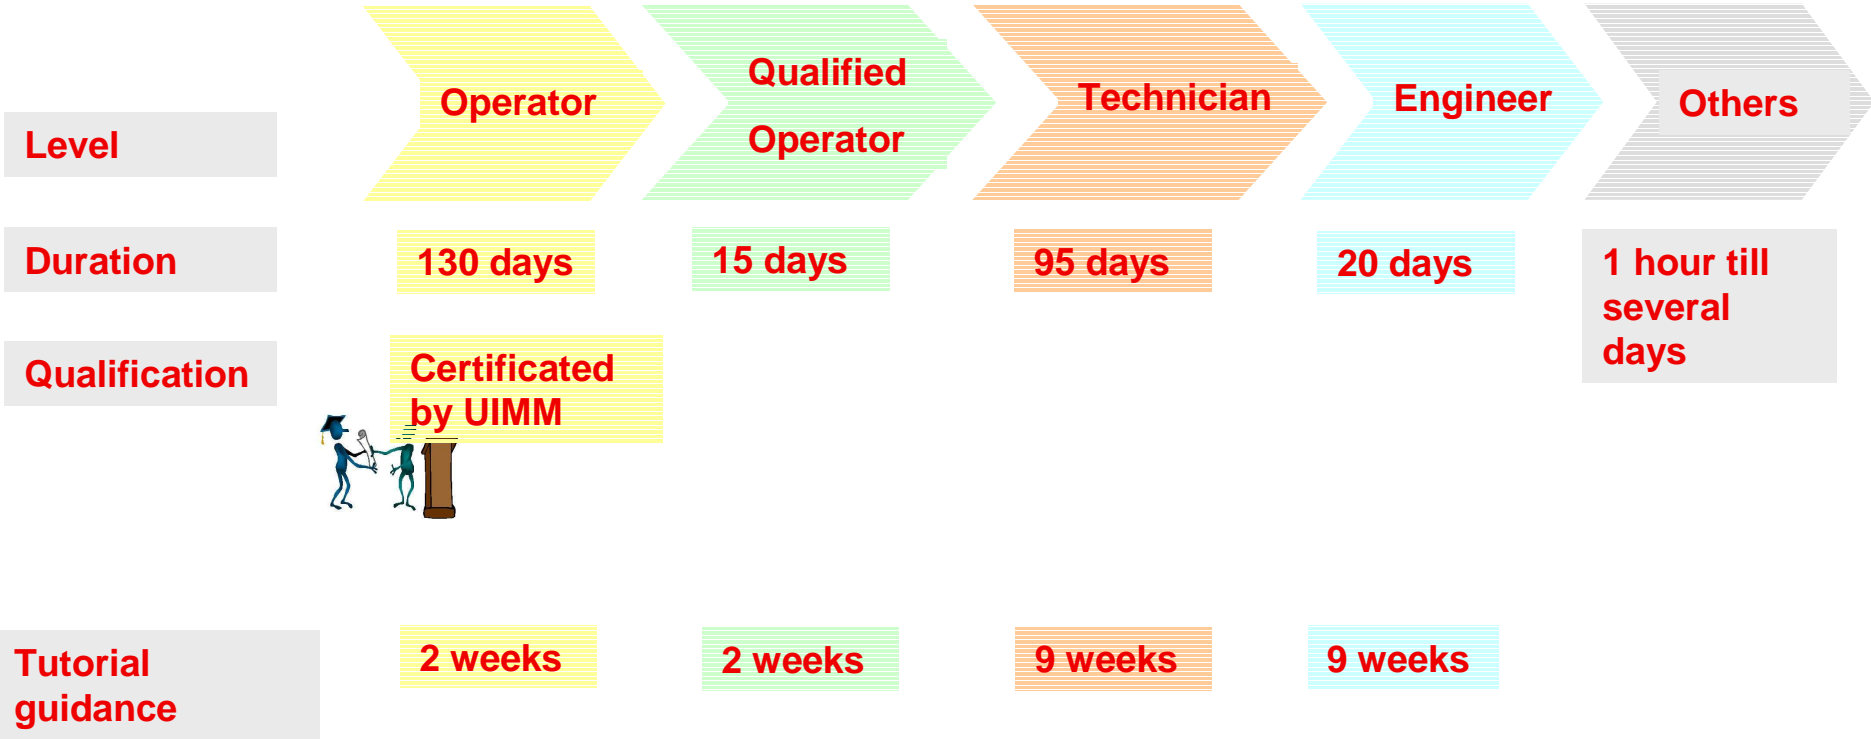 Level
Operator
Qualified
Operator
Technician
Engineer
Others
Duration
130 days
15 days
95 days
20 days
1 hour till
several
days
Qualification
Certificated
by UIMM
Tutorial
guidance
2 weeks
2 weeks
9 weeks
9 weeks